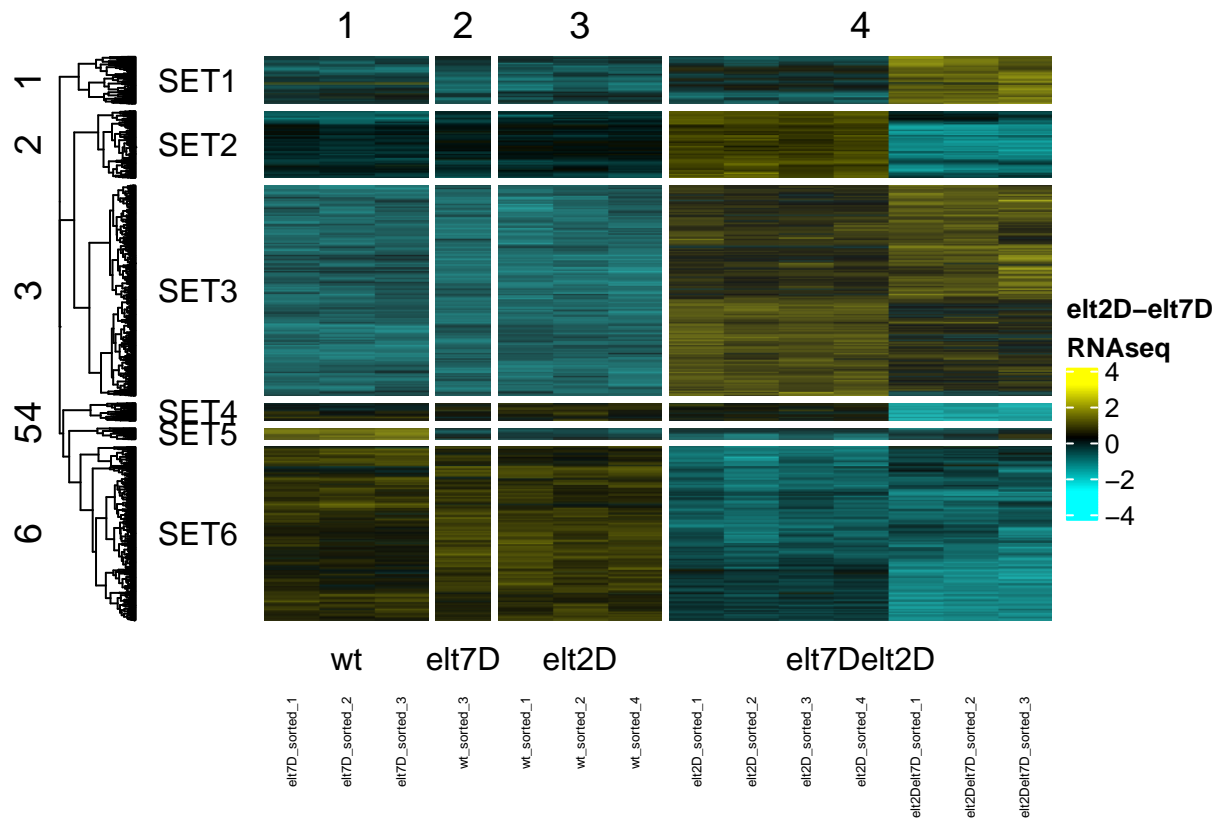 1 2 3 4
1 SET1
2 SET2
3 SET3
4 SET4
5 SET5
6 SET6
elt2D−elt7D
RNAseq
4
2
0
−2
−4
wt elt7D elt2D elt7Delt2D
elt7D_sorted_1
elt7D_sorted_2
elt7D_sorted_3
wt_sorted_3
wt_sorted_1
wt_sorted_2
wt_sorted_4
elt2D_sorted_1
elt2D_sorted_2
elt2D_sorted_3
elt2D_sorted_4
elt2Delt7D_sorted_1
elt2Delt7D_sorted_2
elt2Delt7D_sorted_3